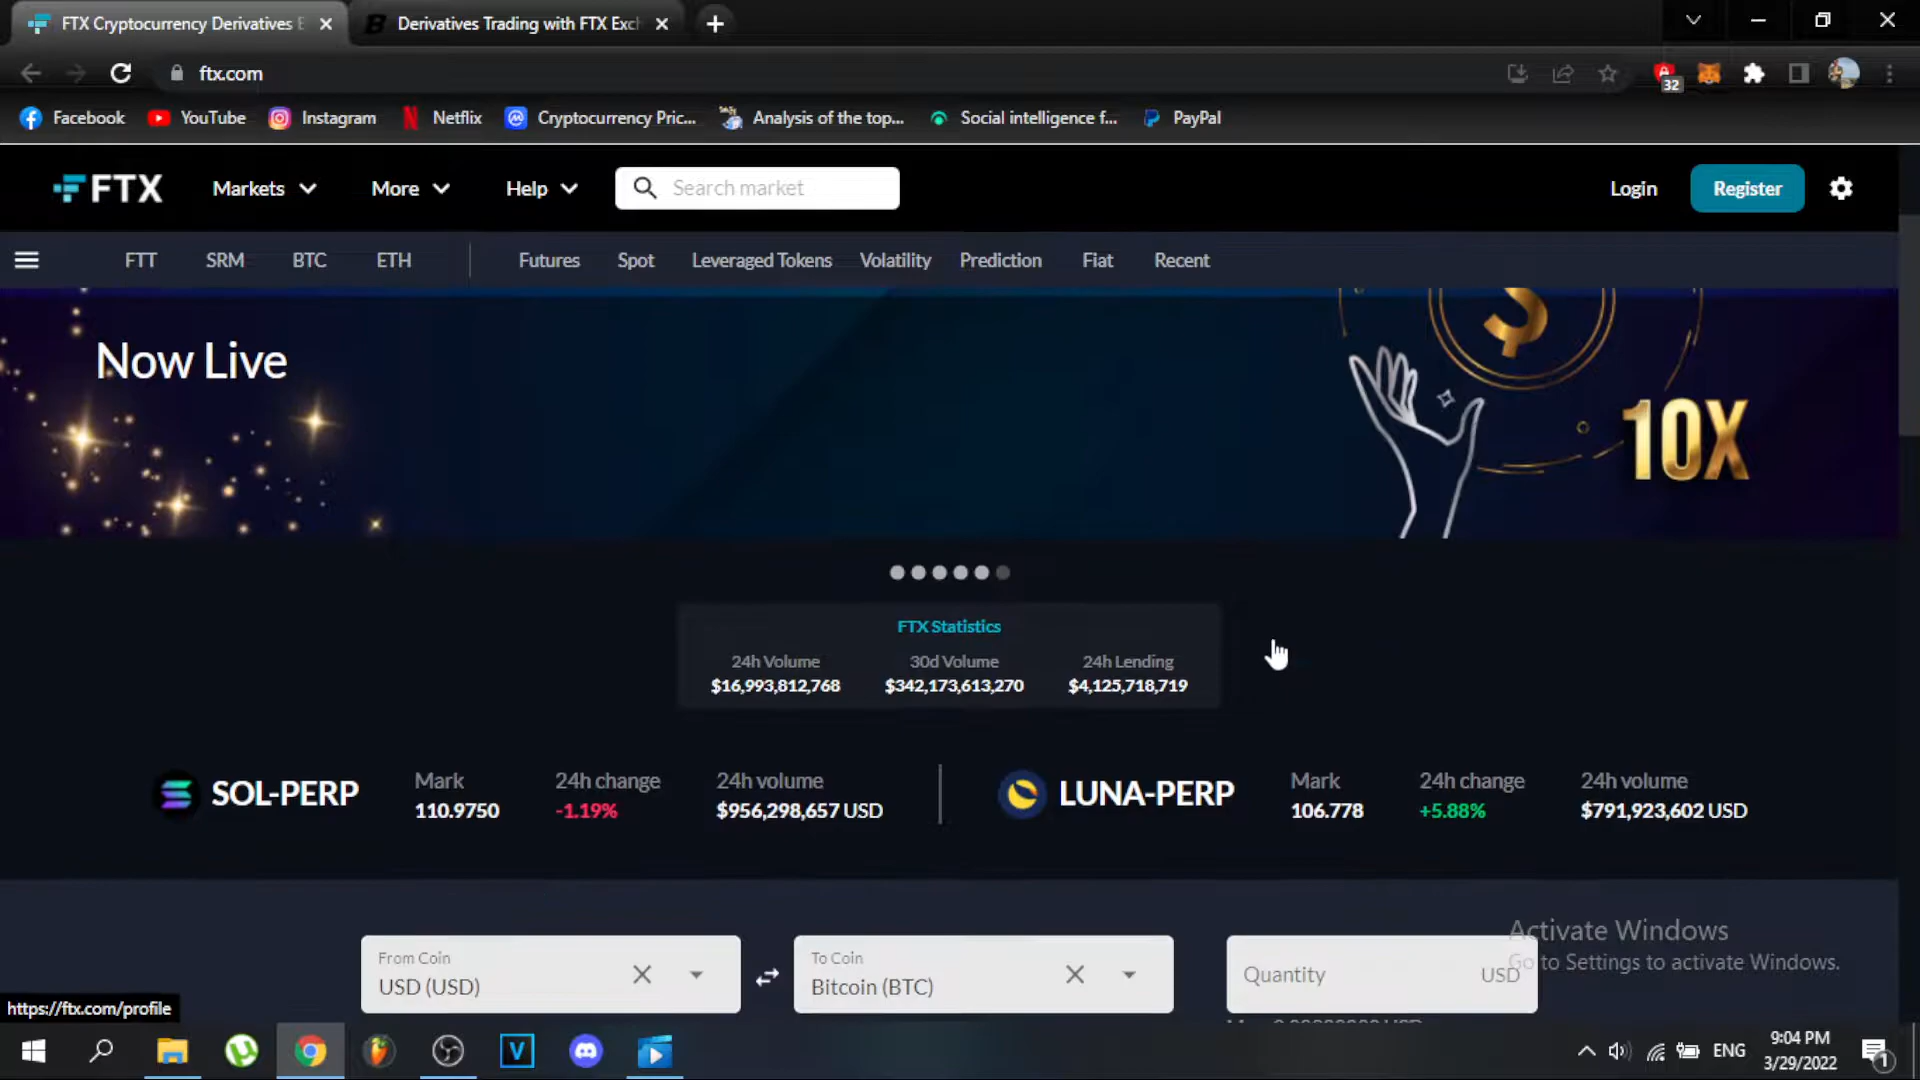 FTX Cryptocurrency Derivatives E
Derivatives Trading with FTX Exc
ftx.com
32
Facebook
YouTube
Instagram
Netflix
Cryptocurrency Pric...
Analysis of the top...
Social intelligence f...
PayPal
FTX
Markets
More
Help
Search market
Login
Register
FTT
SRM
BTC
ETH
Futures
Spot
Leveraged Tokens
Volatility
Prediction
Fiat
Recent
Now Live
$
10X
FTX Statistics
24h Volume
30d Volume
24h Lending
$16,993,812,768
$342,173,613,270
$4,125,718,719
SOL-PERP
Mark
110.9750
24h change
-1.19%
24h volume
$956,298,657 USD
LUNA-PERP
Mark
106.778
24h change
+5.88%
24h volume
$791,923,602 USD
From Coin
USD (USD)
To Coin
Bitcoin (BTC)
Quantity
USD
Activate Windows
Go to Settings to activate Windows.
https://ftx.com/profile
V
ENG
9:04 PM
3/29/2022
1